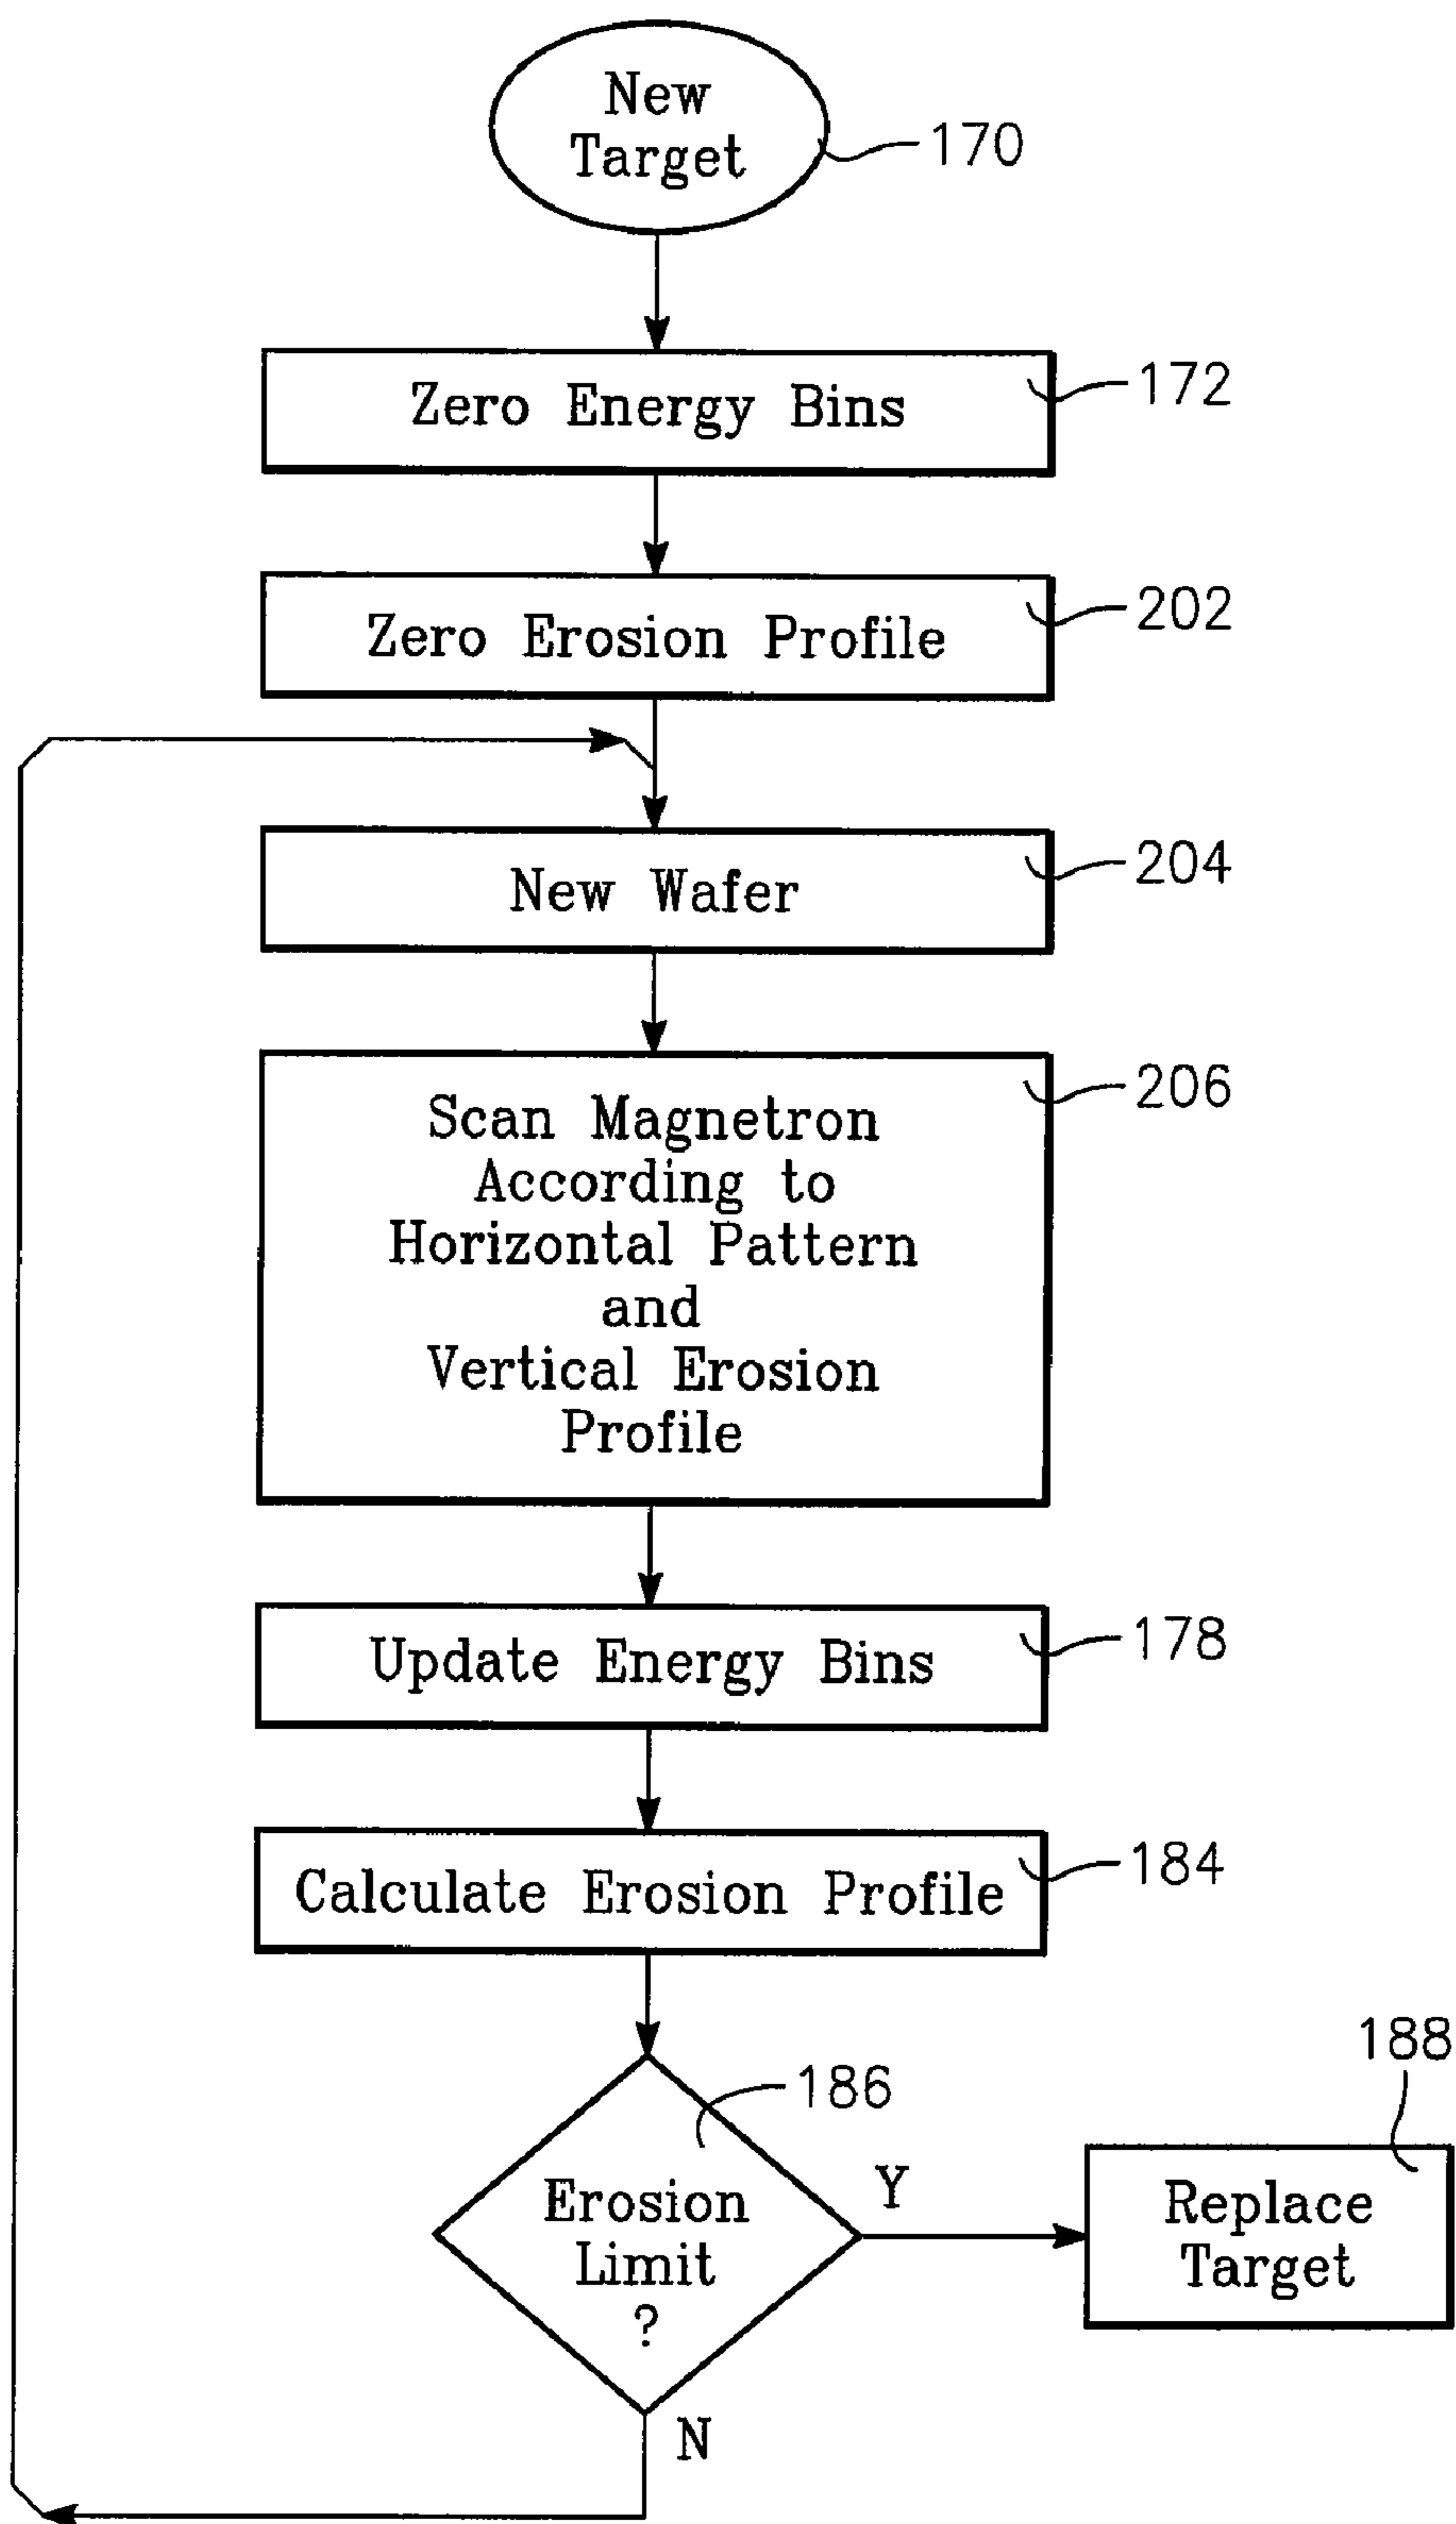 New
Target
170
Zero Energy Bins
172
Zero Erosion Profile
202
New Wafer
204
Scan Magnetron
According to
Horizontal Pattern
and
Vertical Erosion
Profile
206
Update Energy Bins
178
Calculate Erosion Profile
184
186
Erosion
Limit
?
Y
N
188
Replace
Target